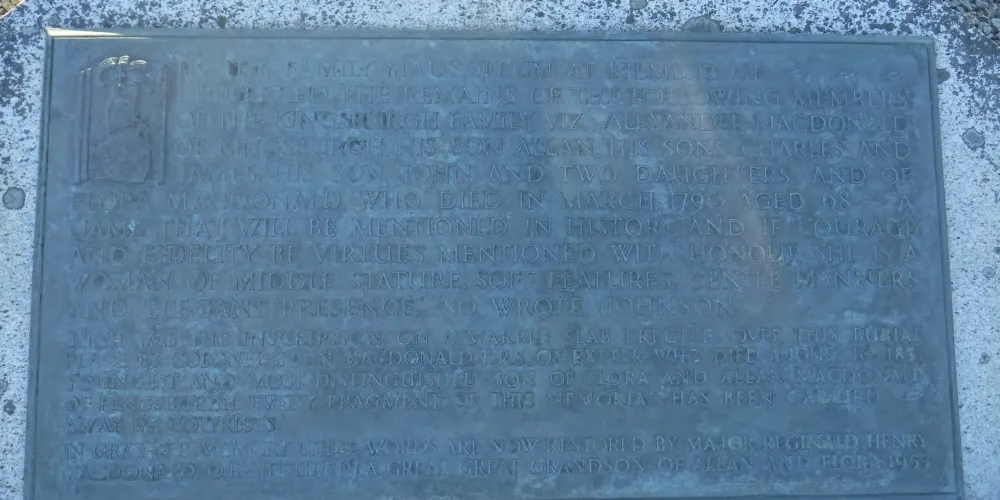 IN THE FAMILY MAUSOLEUM AT KILMUIR LIE
INTERRED THE REMAINS OF THE FOLLOWING MEMBERS
OF THE KINGSBURGH FAMILY VIZ. ALEXANDER MACDONALD
OF KINGSBURGH HIS SON ALLAN HIS SONS CHARLES AND
JAMES, HIS SON JOHN AND TWO DAUGHTERS AND OF
FLORA MACDONALD WHO DIED IN MARCH 1790 AGED 68 - A
NAME THAT WILL BE MENTIONED IN HISTORY AND IF COURAGE
AND FIDELITY BE VIRTUES MENTIONED WITH HONOUR. SHE IS A
WOMAN OF MIDDLE STATURE SOFT FEATURES GENTLE MANNERS
AND ELEGANT PRESENCE. SO WROTE JOHNSON
SUCH WAS THE INSCRIPTION ON A MARBLE SLAB ERECTED OVER THIS BURIAL
PLACE BY COLONEL JOHN MACDONALD F.R.S. OF EXETER WHO DIED AUGUST 16
YOUNGEST AND MOST DISTINGUISHED SON OF FLORA AND ALLAN MACDONALD
OF KINGSBURGH EVERY FRAGMENT OF THIS MEMORIAL HAS BEEN CARRIED
AWAY BY TOURISTS
IN GRATEFUL MEMORY THESE WORDS ARE NOW RESTORED BY MAJOR REGINALD HENRY
MACDONALD A GREAT GREAT GRANDSON OF ALLAN AND FLORA